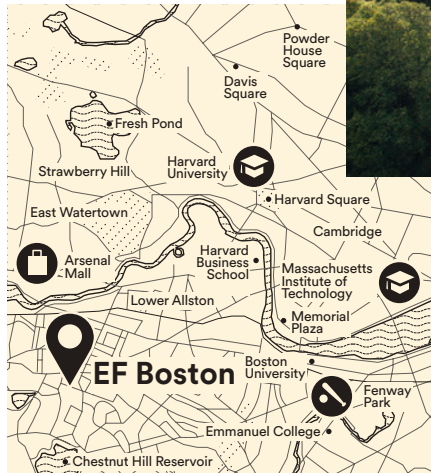 Powder
House
Square
Davis
Square
Fresh Pond
Harvard
University
Strawberry Hill
Harvard Square
East Watertown
Cambridge
Harvard
Business
School
Arsenal
Mall
Massachusetts
Institute of
Technology
Lower Allston
Memorial
Plaza
Boston
University
EF Boston
Fenway
Park
Emmanuel College
Chestnut Hill Reservoir